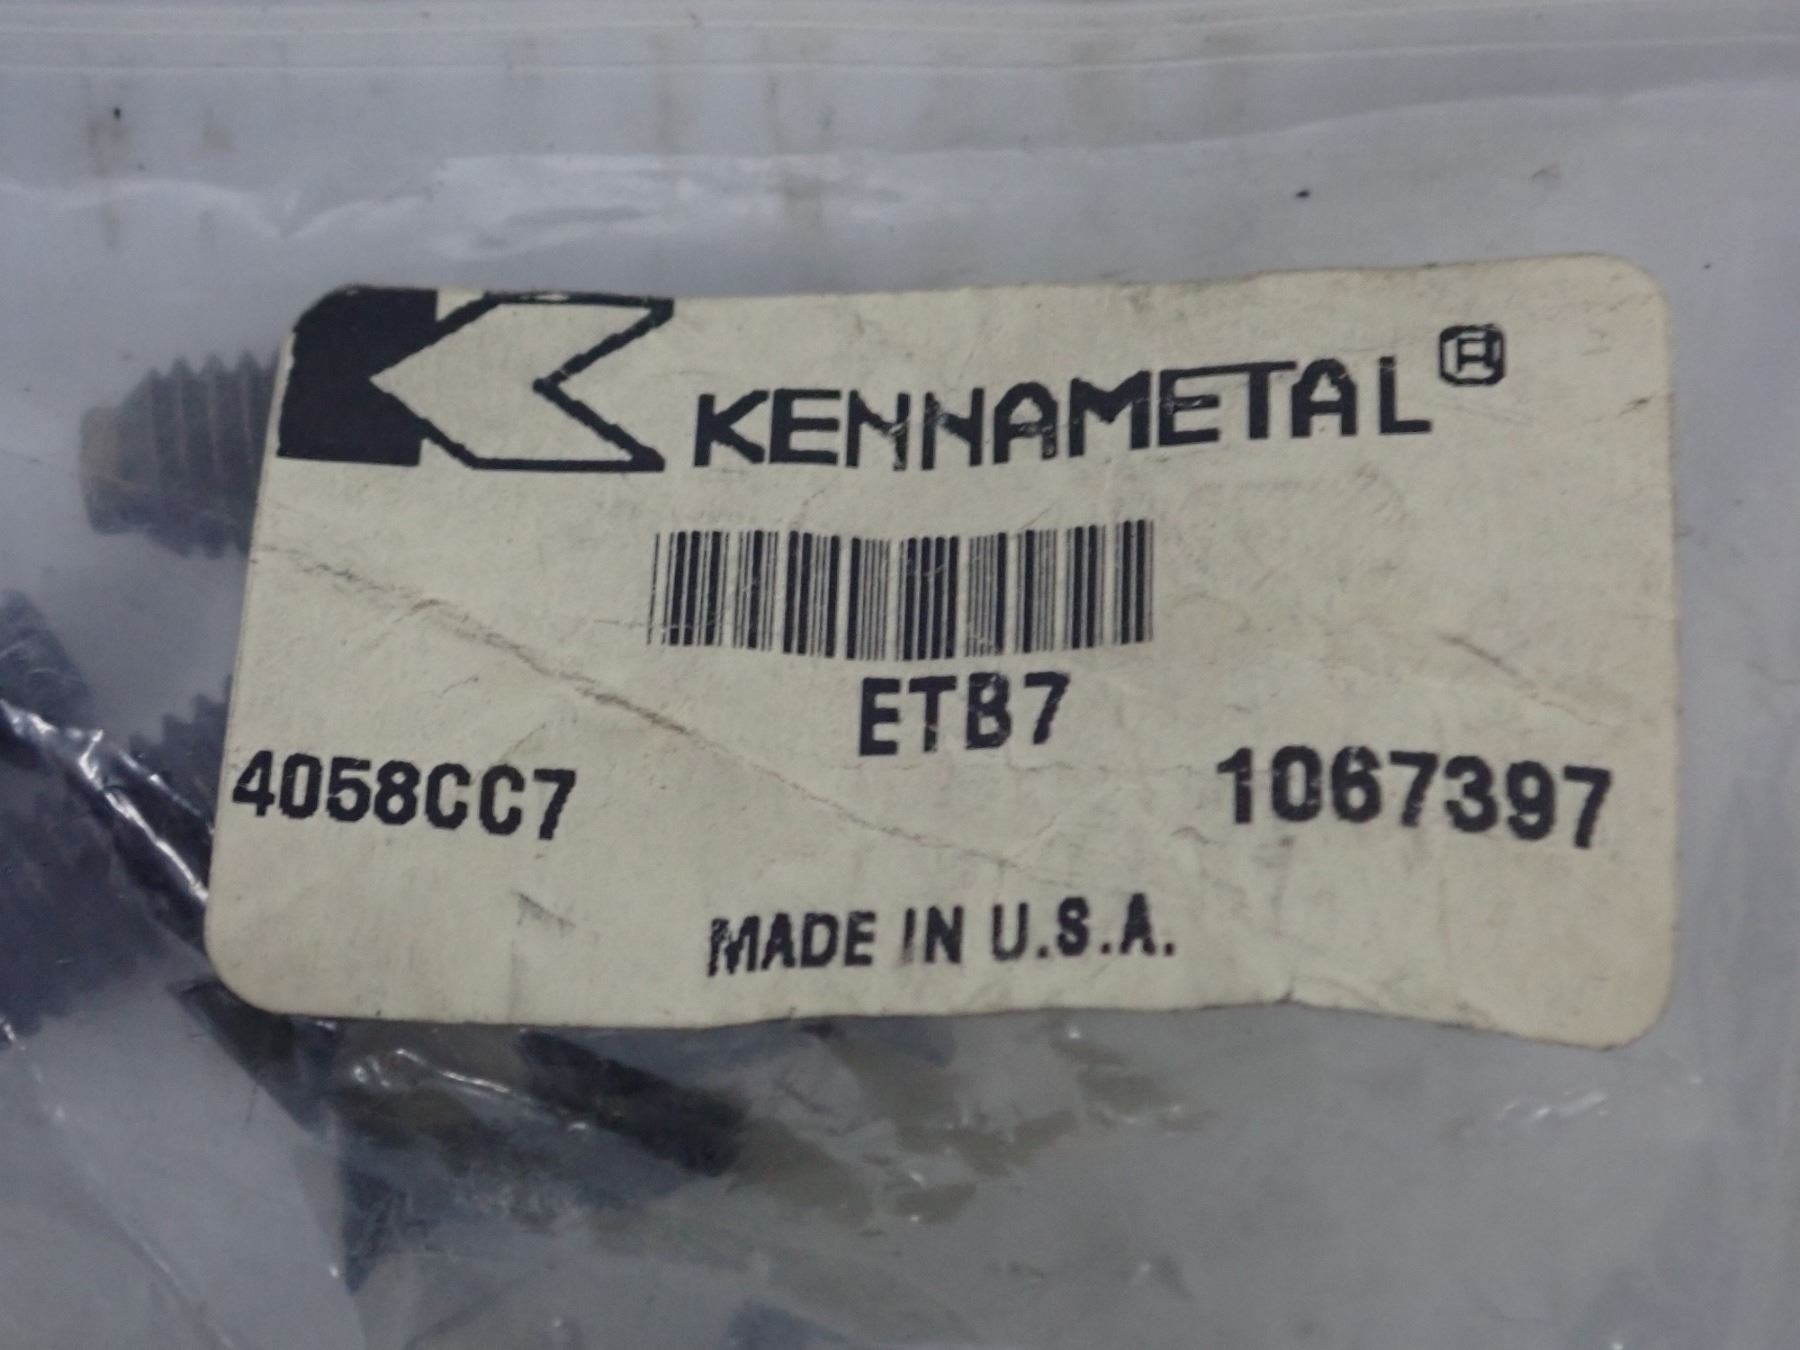 KENNAMETAL®
ETB7
4058CC7 1067397
MADE IN U.S.A.